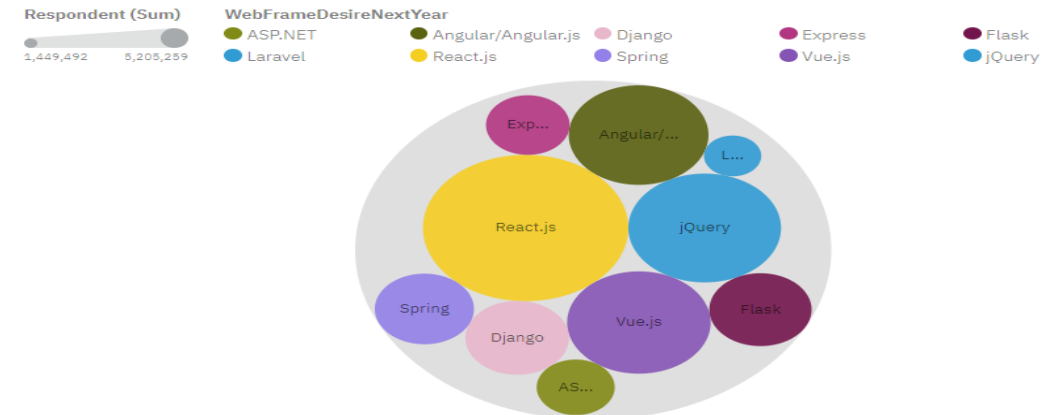 Respondent (Sum) WebFrameDesireNextYear
ASP.NET Angular/Angular.js Django Express Flask
1,449,492 5,205,259
Laravel React.js Spring Vue.js jQuery
Exp...
Angular/...
L...
React.js
jQuery
Spring
Vue.js
Flask
Django
AS...